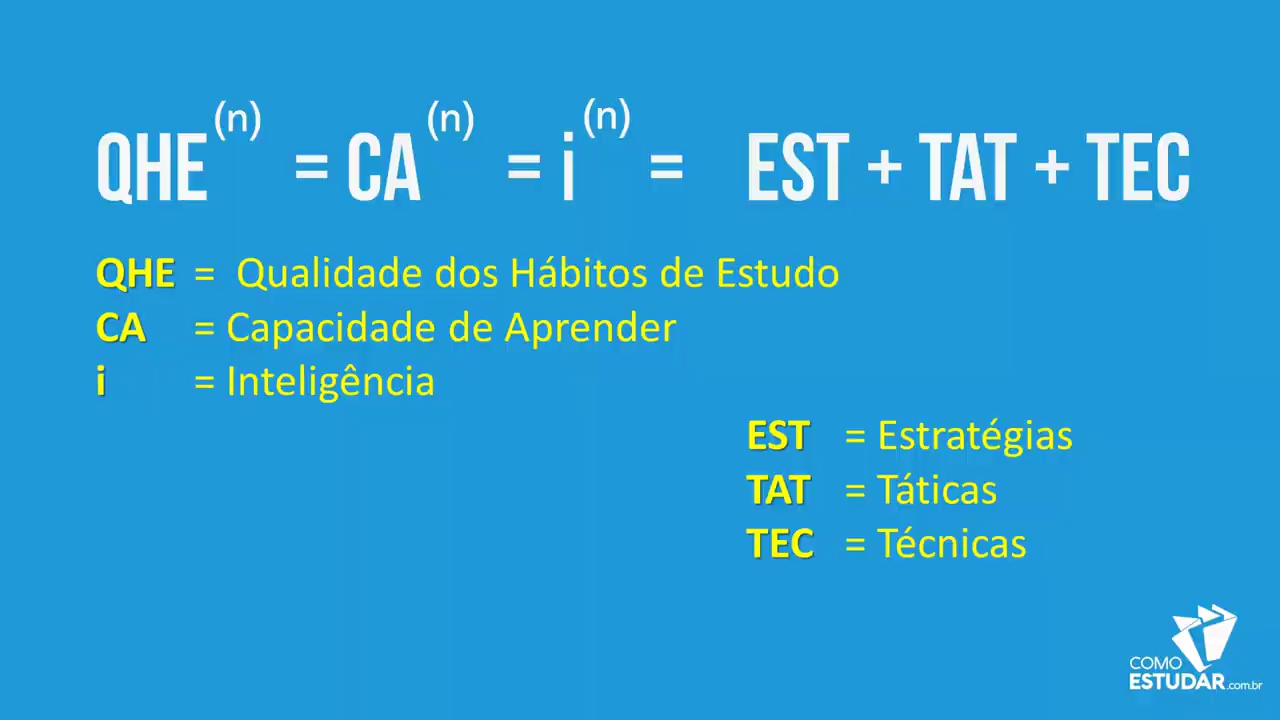 QHE(n) = CA(n) = i(n) = EST + TAT + TEC
QHE = Qualidade dos Hábitos de Estudo
CA = Capacidade de Aprender
i = Inteligência
EST = Estratégias
TAT = Táticas
TEC = Técnicas
COMO
ESTUDAR.com.br